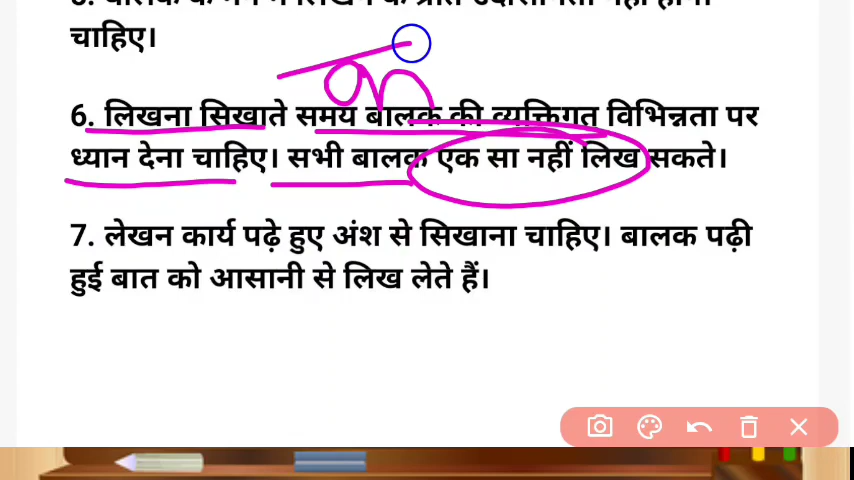 चाहिए।
6. लिखना सिखाते समय बालक की व्यक्तिगत विभिन्नता पर
ध्यान देना चाहिए। सभी बालक एक सा नहीं लिख सकते।
7. लेखन कार्य पढ़े हुए अंश से सिखाना चाहिए। बालक पढ़ी
हुई बात को आसानी से लिख लेते हैं।